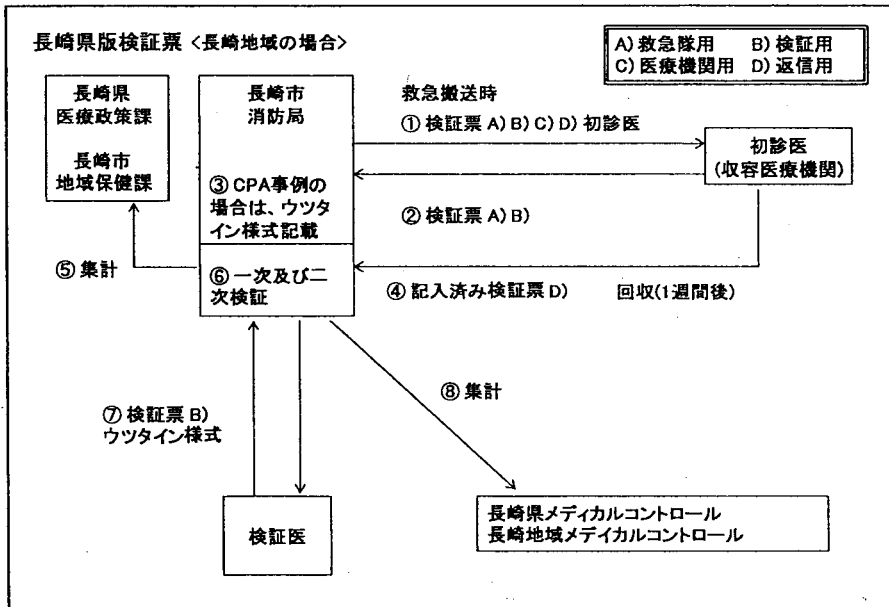 長崎県版検証票 <長崎地域の場合>
A) 救急隊用 B) 検証用
C) 医療機関用 D) 返信用
長崎県
医療政策課
長崎市
地域保健課
長崎市
消防局
③ CPA事例の
場合は、ウツタ
イン様式記載
⑥ 一次及び二
次検証
救急搬送時
① 検証票 A) B) C) D) 初診医
初診医
(収容医療機関)
② 検証票 A) B)
④ 記入済み検証票 D) 回収(1週間後)
⑤ 集計
⑦ 検証票 B)
ウツタイン様式
⑧ 集計
検証医
長崎県メディカルコントロール
長崎地域メディカルコントロール